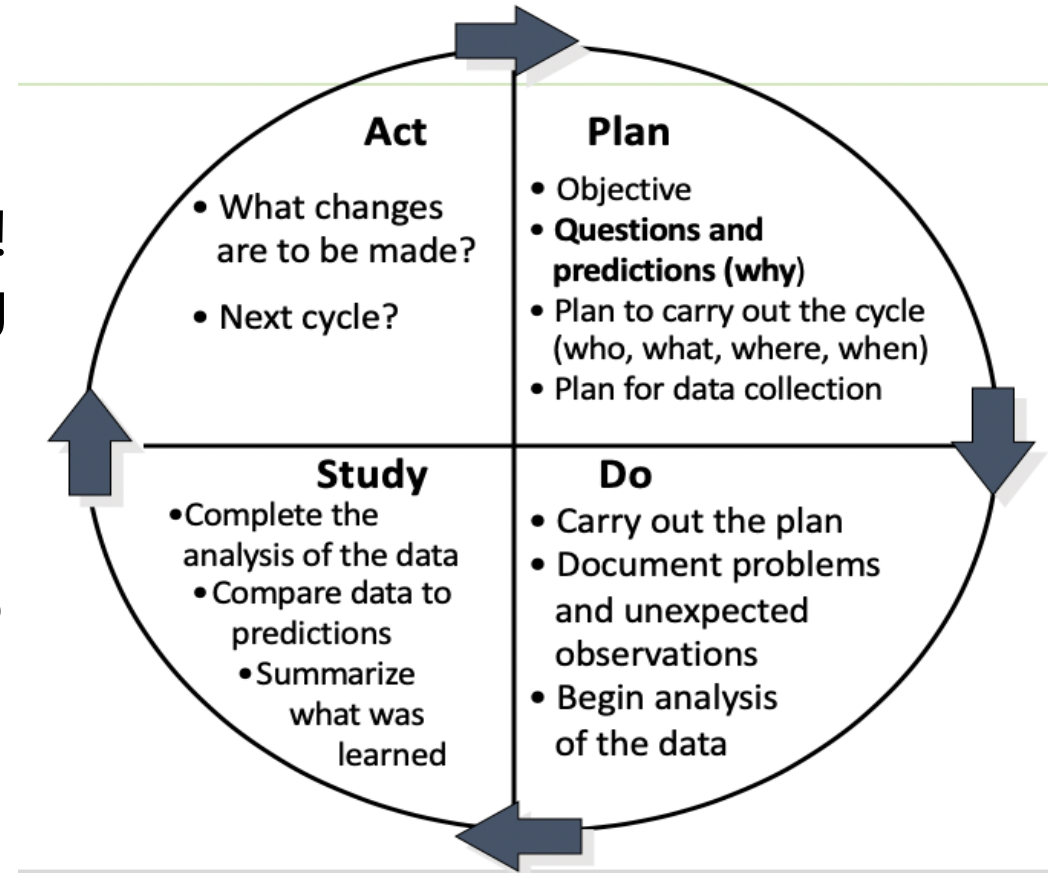 Act
• What changes
are to be made?
• Next cycle?
Plan
• Objective
• Questions and
predictions (why)
• Plan to carry out the cycle
(who, what, where, when)
• Plan for data collection
Study
•Complete the
analysis of the data
•Compare data to
predictions
•Summarize
what was
learned
Do
• Carry out the plan
• Document problems
and unexpected
observations
• Begin analysis
of the data